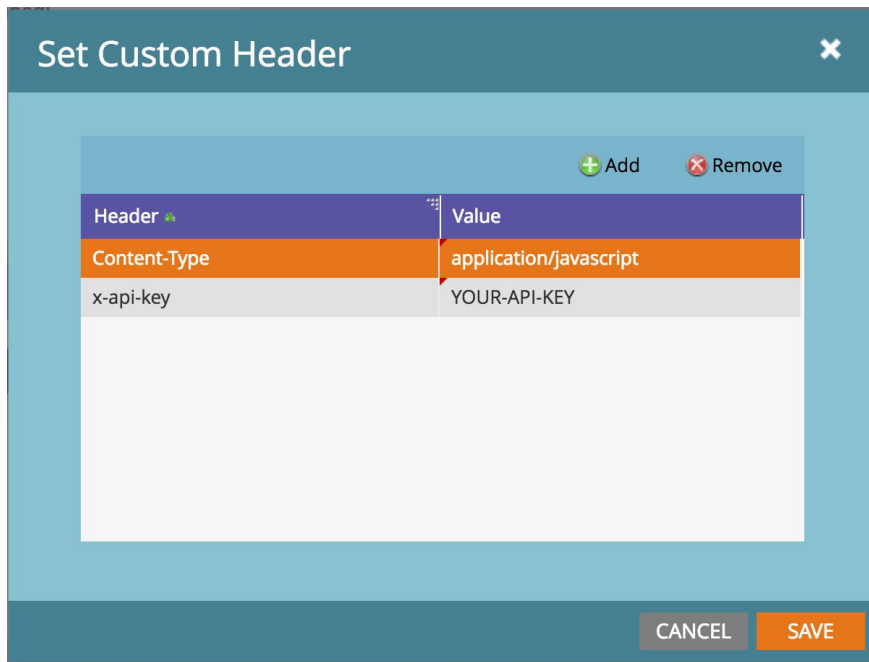 Set Custom Header
Add Remove
Header Value
Content-Type application/javascript
x-api-key YOUR-API-KEY
CANCEL SAVE